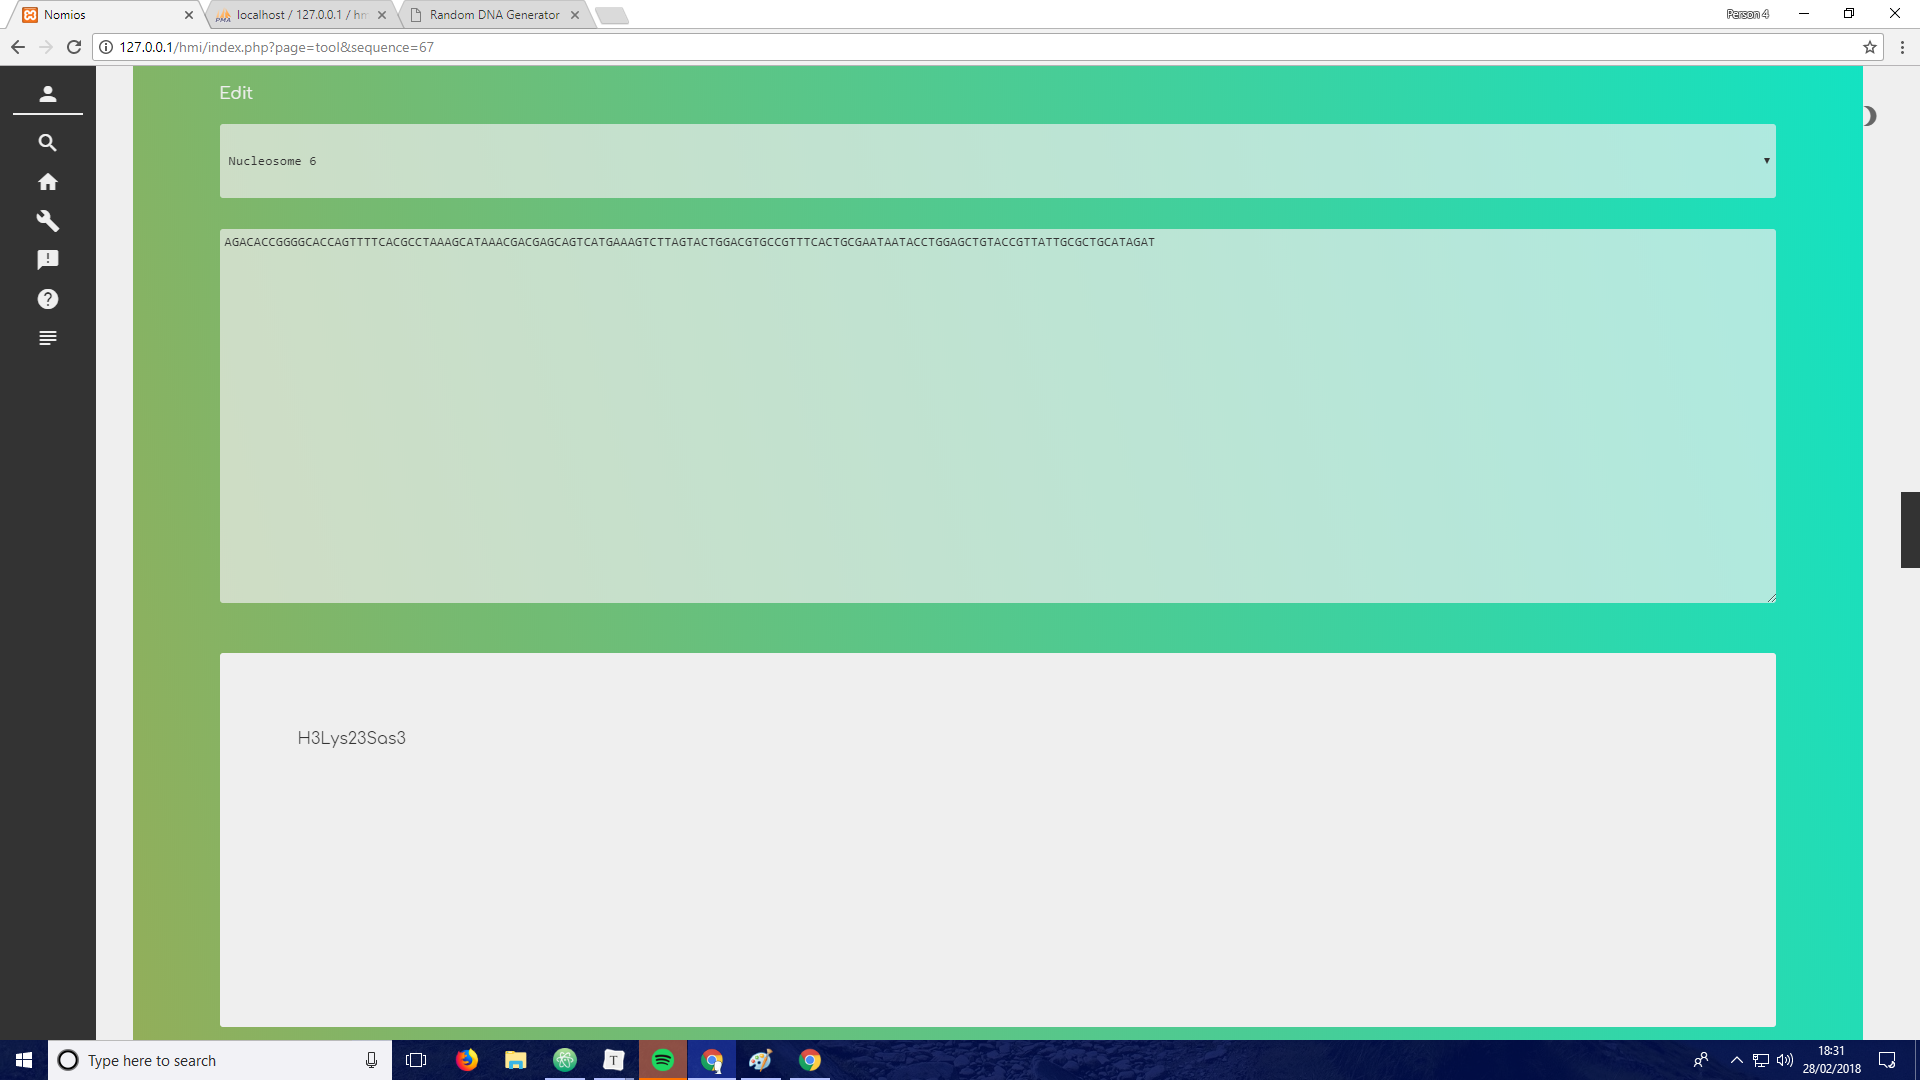 Nomios
localhost / 127.0.0.1 / hm
Random DNA Generator
Person 4
127.0.0.1/hmi/index.php?page=tool&sequence=67
Edit
Nucleosome 6
AGACACCGGGGCACCAGTTTTCACGCCTAAAGCATAAACGACGAGCAGTCATGAAAGTCTTAGTACTGGACGTGCCGTTTCACTGCGAATAATACCTGGAGCTGTACCGTTATTGCGCTGCATAGAT
H3Lys23Sas3
Type here to search
18:31
28/02/2018